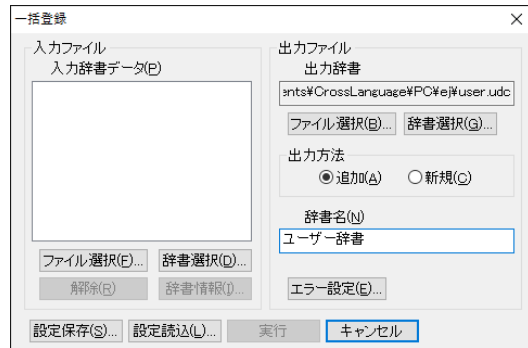 一括登録
入力ファイル
入力辞書データ(P)
ファイル選択(F)... 辞書選択(D)...
解除(R) 辞書情報(I)...
出力ファイル
出力辞書
ents¥CrossLanguage¥PC¥ej¥user.udc
ファイル選択(B)... 辞書選択(G)...
出力方法
追加(A) 新規(C)
辞書名(N)
ユーザー辞書
エラー設定(E)...
設定保存(S)... 設定読込(L)... 実行 キャンセル